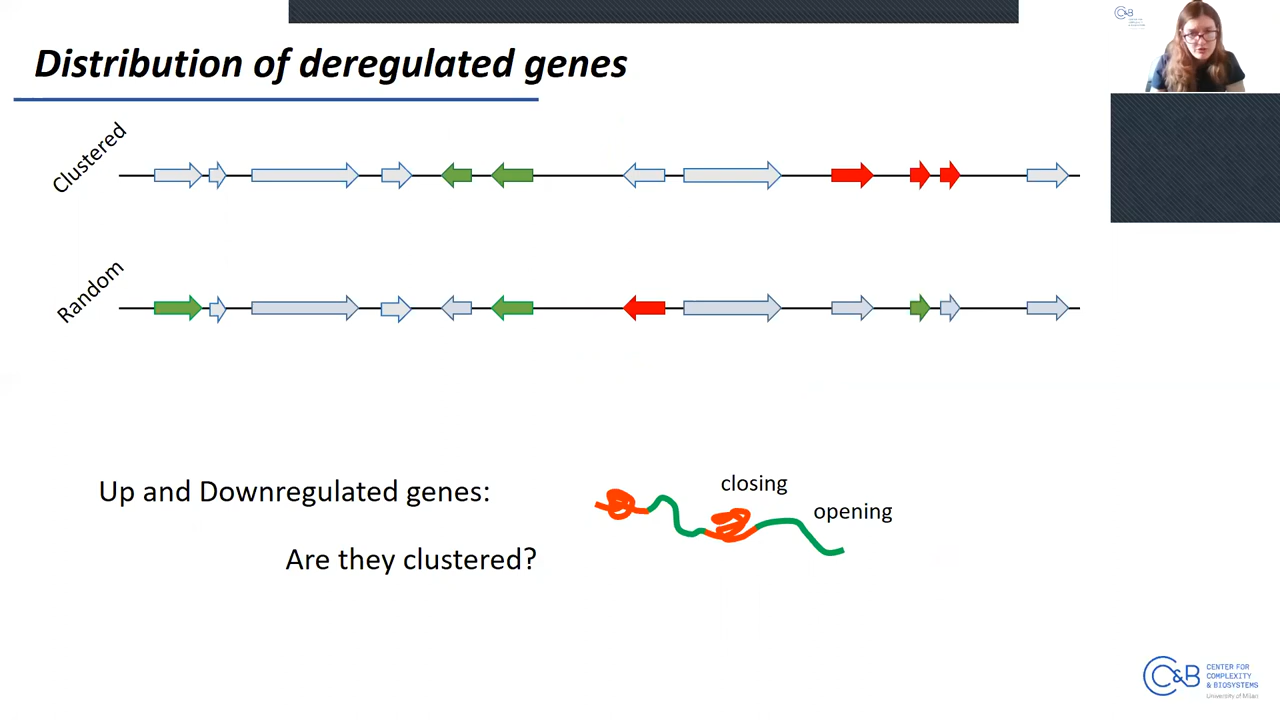 Distribution of deregulated genes
Clustered
Random
Up and Downregulated genes:
Are they clustered?
closing
opening
C&B
CENTER FOR
COMPLEXITY
& BIOSYSTEMS
University of Milan
C&B